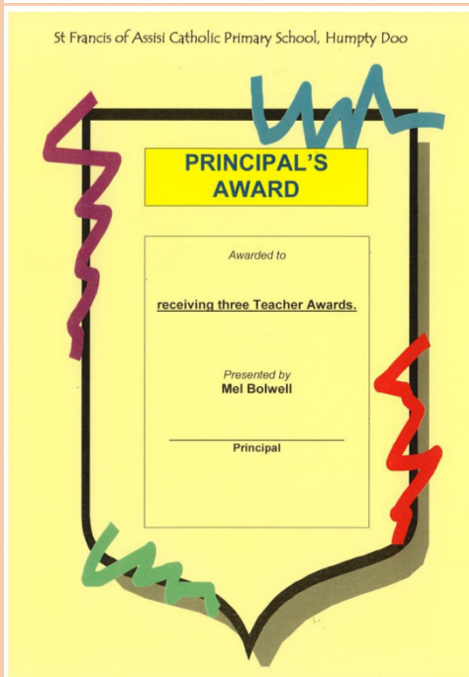 St Francis of Assisi Catholic Primary School, Humpty Doo
PRINCIPAL'S
AWARD
Awarded to
receiving three Teacher Awards.
Presented by
Mel Bolwell
Principal